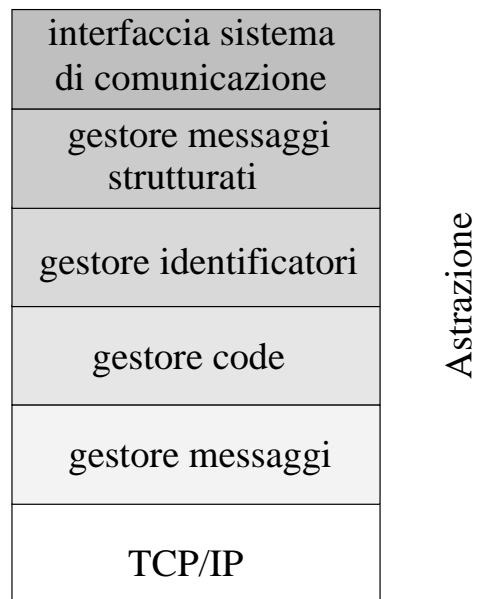 interfaccia sistema
di comunicazione
gestore messaggi
strutturati
gestore identificatori
gestore code
gestore messaggi
TCP/IP
Astrazione